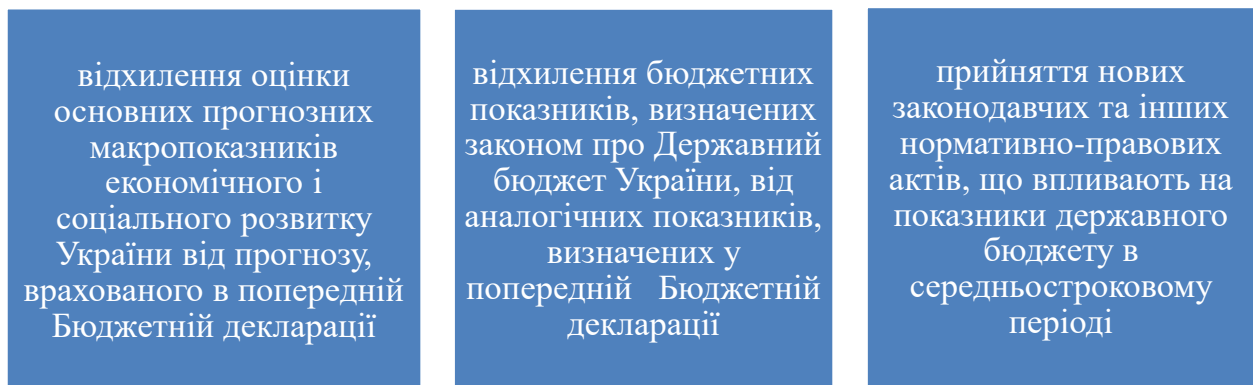 відхилення оцінки
основних прогнозних
макропоказників
економічного і
соціального розвитку
України від прогнозу,
врахованого в попередній
Бюджетній декларації
відхилення бюджетних
показників, визначених
законом про Державний
бюджет України, від
аналогічних показників,
визначених у
попередній Бюджетній
декларації
прийняття нових
законодавчих та інших
нормативно-правових
актів, що впливають на
показники державного
бюджету в
середньостроковому
періоді